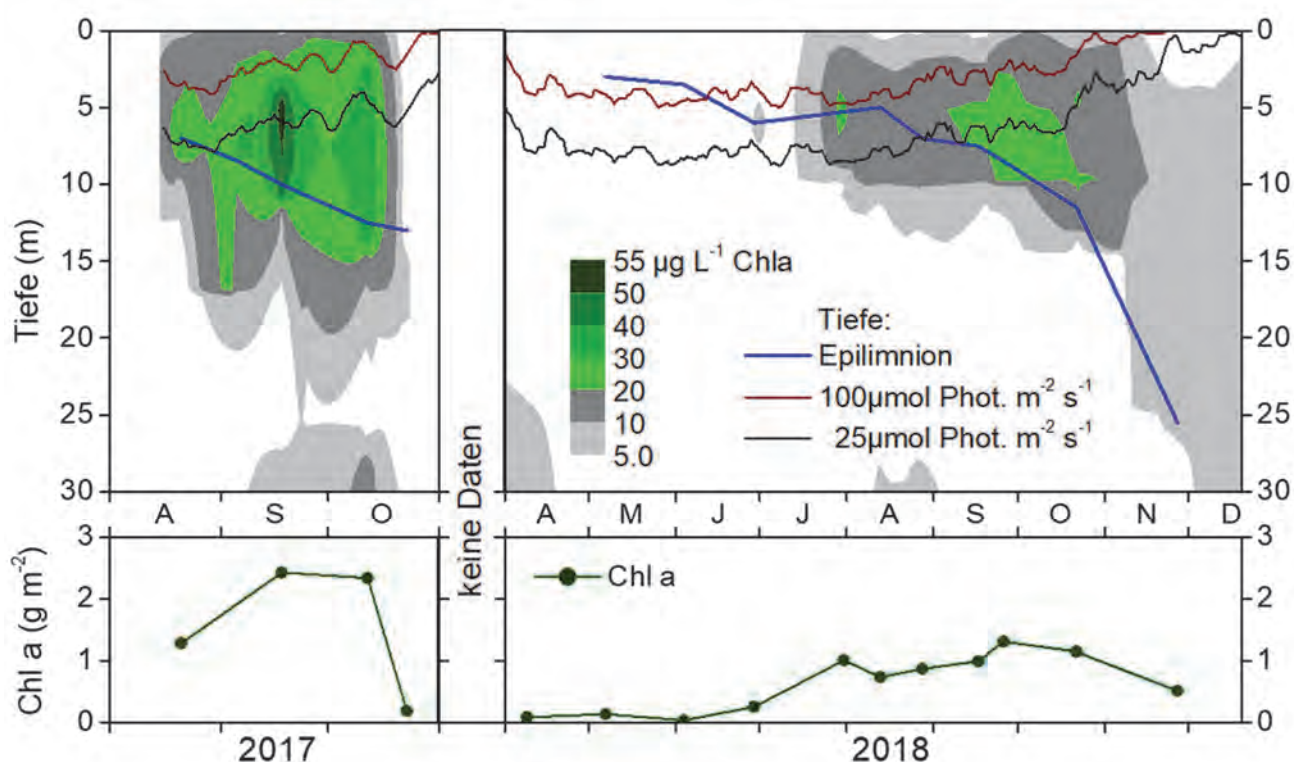 0
5
10
15
20
25
30
Tiefe (m)
0
5
10
15
20
25
30
55 µg L⁻¹ Chla
50
40
30
20
10
5.0
Tiefe:
Epilimnion
100µmol Phot. m⁻² s⁻¹
25µmol Phot. m⁻² s⁻¹
A S O
keine Daten
A M J J A S O N D
3
2
1
0
Chl a (g m⁻²)
Chl a
3
2
1
0
2017
2018